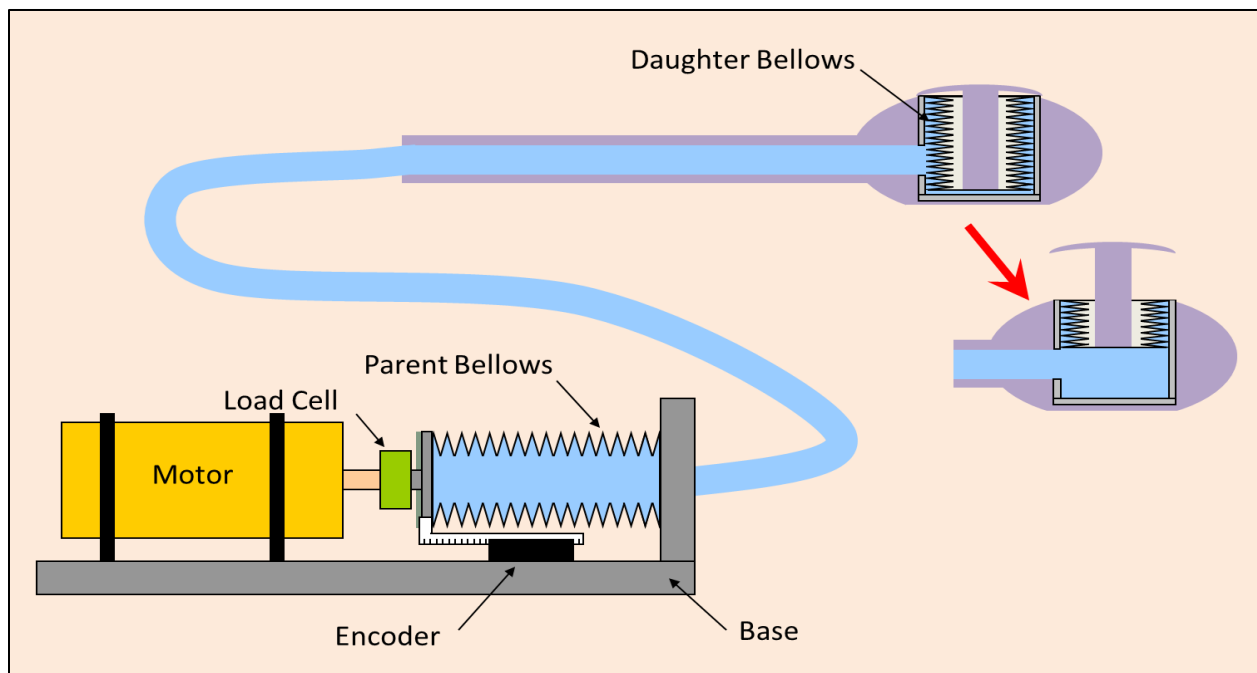 Daughter Bellows
Parent Bellows
Load Cell
Motor
Encoder
Base